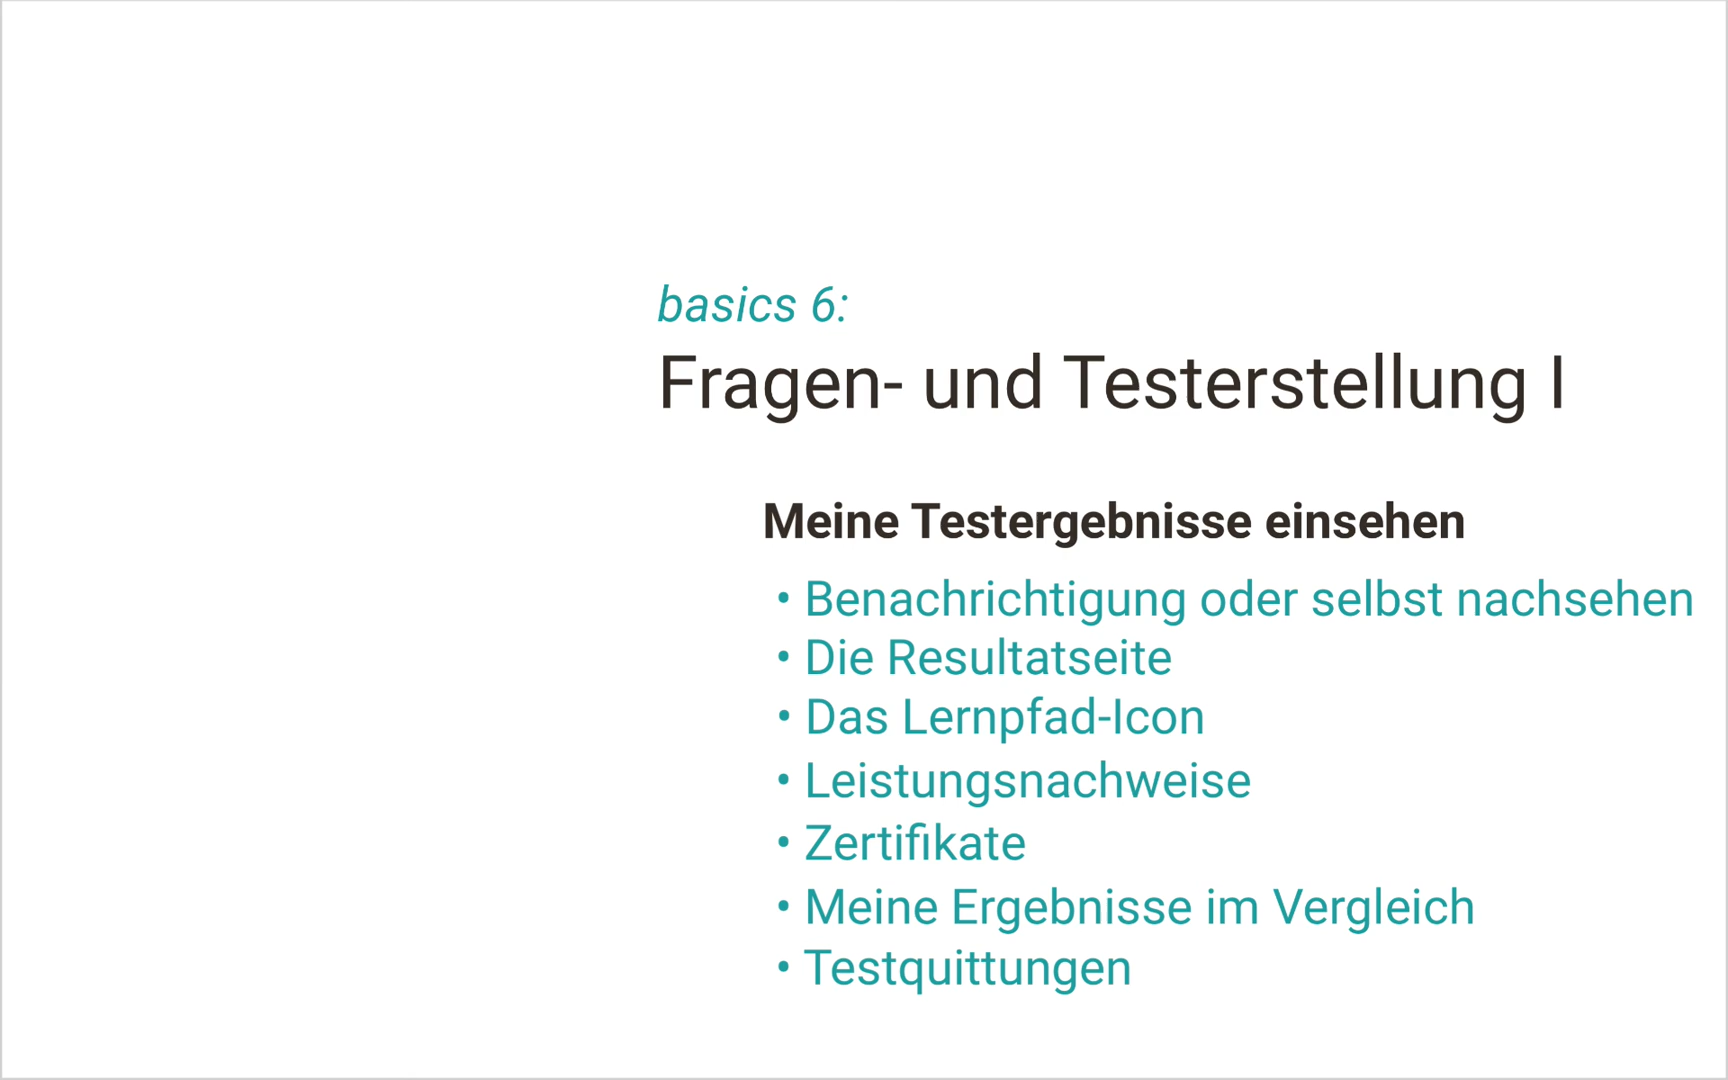 basics 6:
Fragen- und Testerstellung I
Meine Testergebnisse einsehen
• Benachrichtigung oder selbst nachsehen
• Die Resultatseite
• Das Lernpfad-Icon
• Leistungsnachweise
• Zertifikate
• Meine Ergebnisse im Vergleich
• Testquittungen